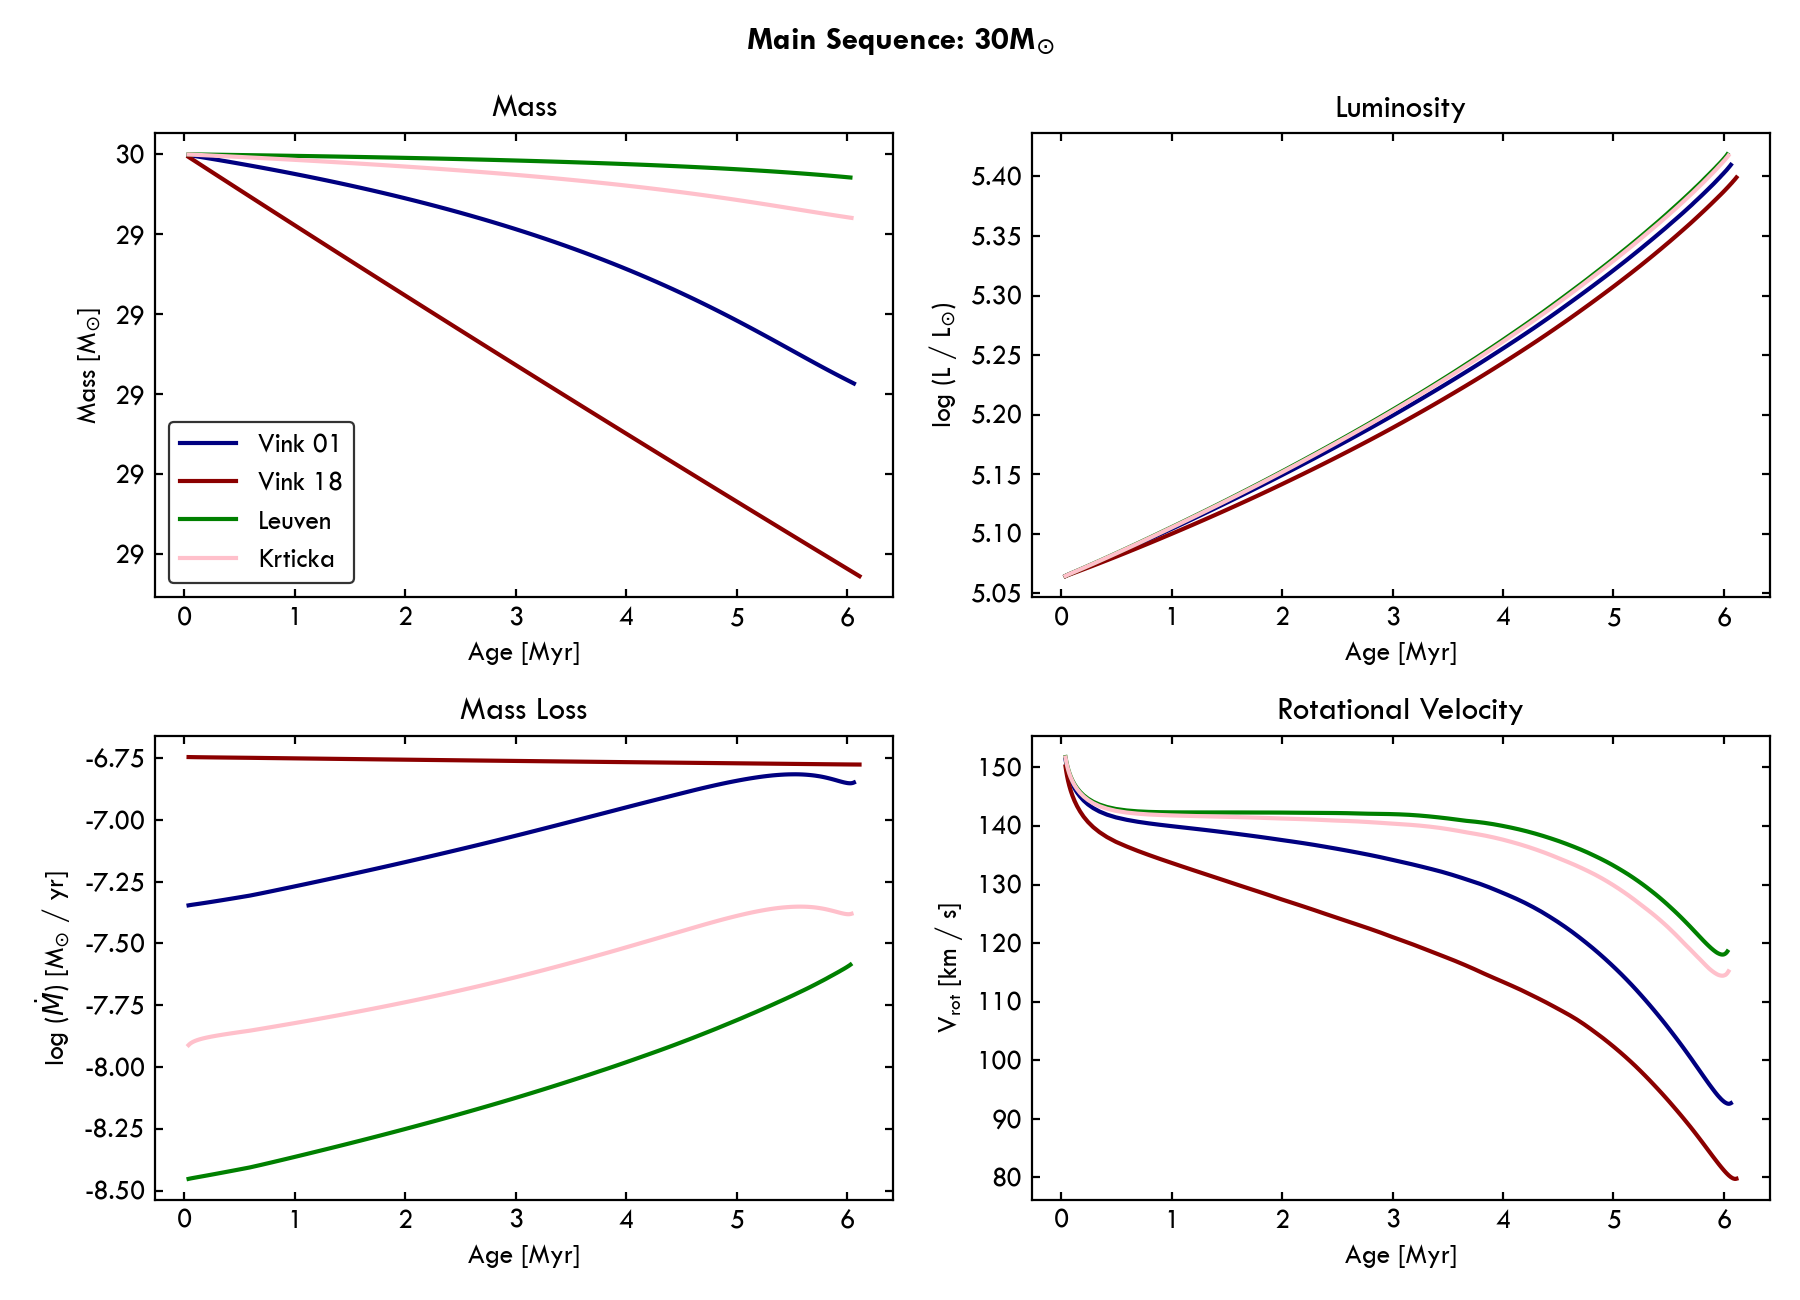 Main Sequence: 30M⊙
Mass
30
29
29
29
29
29
Mass [M⊙]
Vink 01
Vink 18
Leuven
Krticka
0 1 2 3 4 5 6
Age [Myr]
Luminosity
5.40
5.35
5.30
5.25
5.20
5.15
5.10
5.05
log (L / L⊙)
0 1 2 3 4 5 6
Age [Myr]
Mass Loss
-6.75
-7.00
-7.25
-7.50
-7.75
-8.00
-8.25
-8.50
log (Ṁ) [M⊙ / yr]
0 1 2 3 4 5 6
Age [Myr]
Rotational Velocity
150
140
130
120
110
100
90
80
Vrot [km / s]
0 1 2 3 4 5 6
Age [Myr]